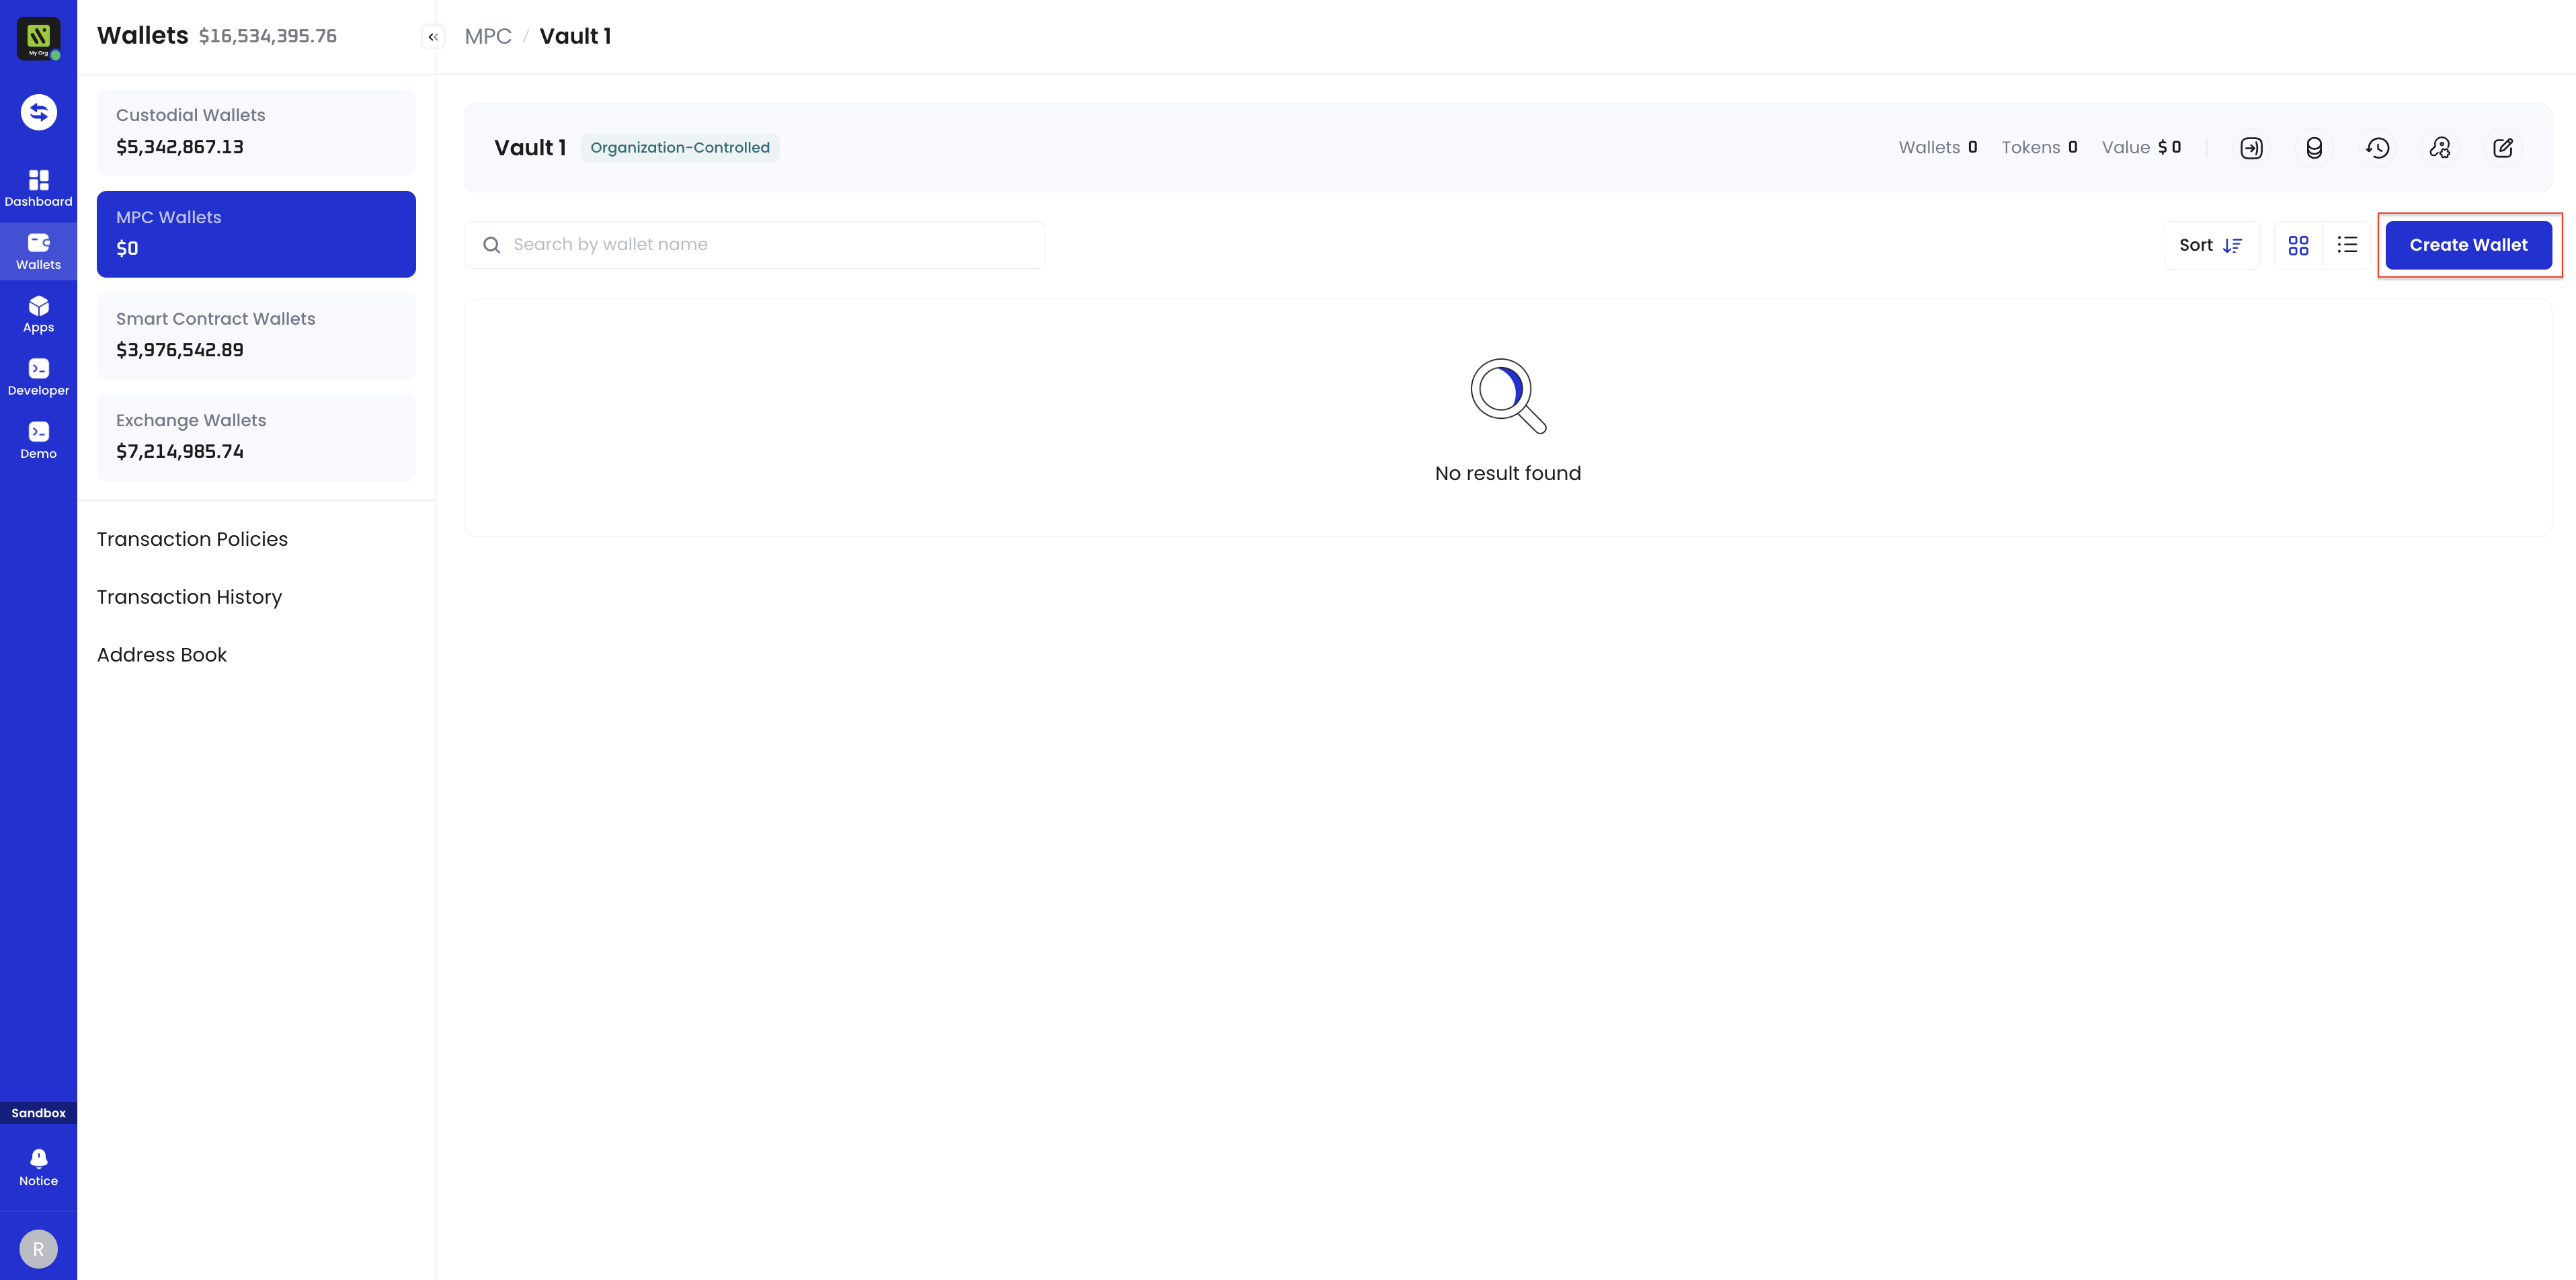 My Org
Dashboard
Wallets
Apps
Developer
Demo
Sandbox
Notice
R
Wallets $16,534,395.76
Custodial Wallets
$5,342,867.13
MPC Wallets
$0
Smart Contract Wallets
$3,976,542.89
Exchange Wallets
$7,214,985.74
Transaction Policies
Transaction History
Address Book
MPC / Vault 1
Vault 1 Organization-Controlled Wallets 0 Tokens 0 Value $ 0
Search by wallet name Sort Create Wallet
No result found